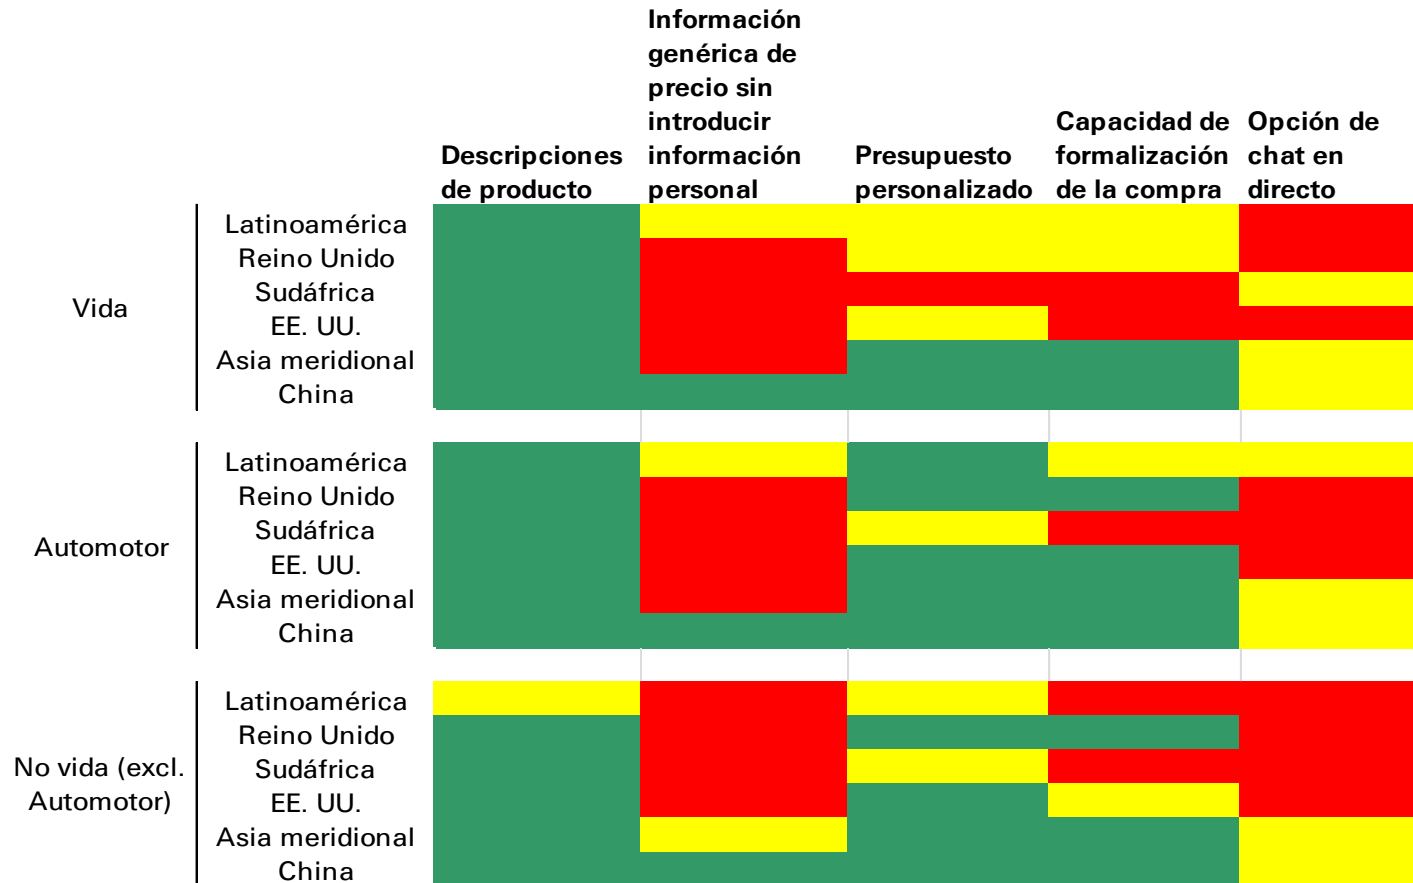 Información
genérica de
precio sin
introducir
información
personal
Descripciones
de producto
Presupuesto
personalizado
Capacidad de
formalización
de la compra
Opción de
chat en
directo
Vida
Latinoamérica
Reino Unido
Sudáfrica
EE. UU.
Asia meridional
China
Automotor
Latinoamérica
Reino Unido
Sudáfrica
EE. UU.
Asia meridional
China
No vida (excl.
Automotor)
Latinoamérica
Reino Unido
Sudáfrica
EE. UU.
Asia meridional
China